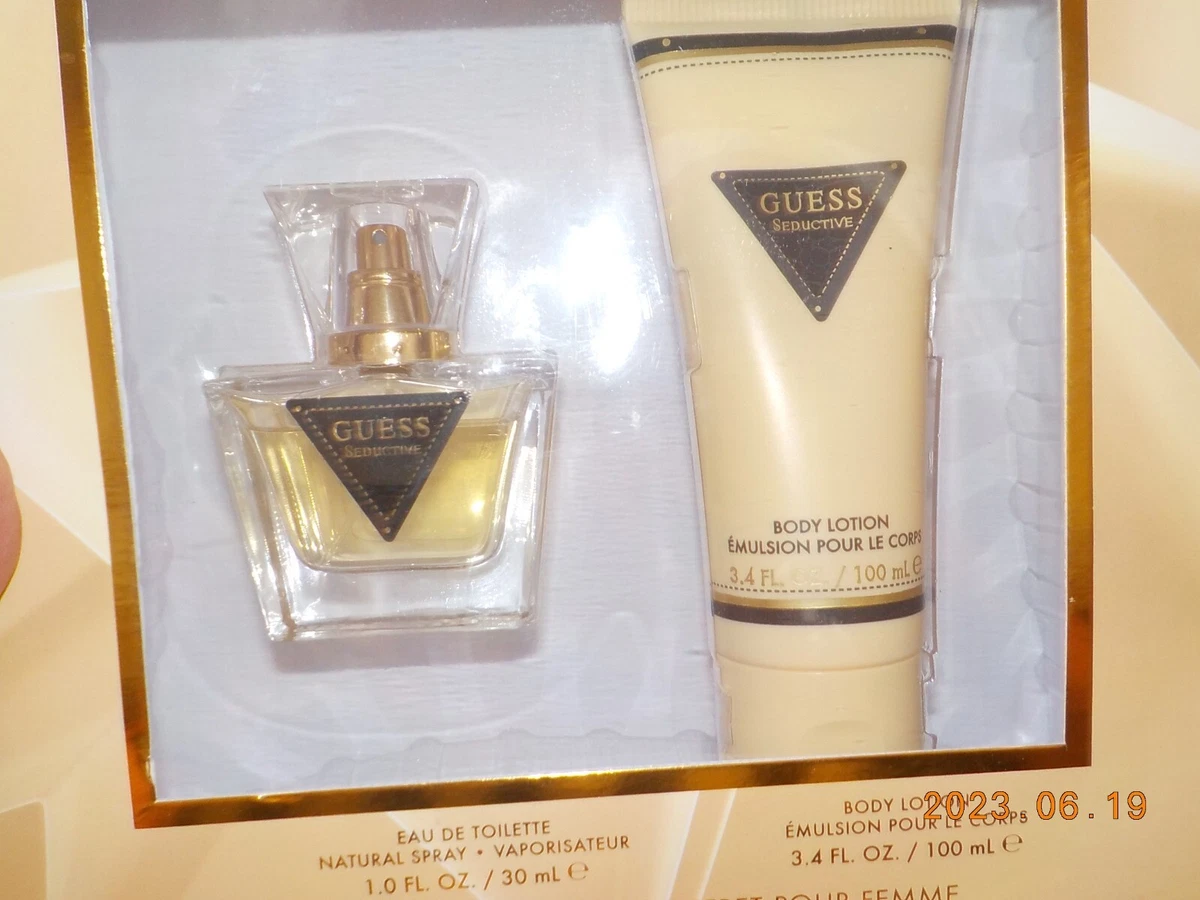 GUESS
SEDUCTIVE
GUESS
SEDUCTIVE
BODY LOTION
ÉMULSION POUR LE CORPS
3.4 FL. OZ. / 100 mL ℮
EAU DE TOILETTE
NATURAL SPRAY • VAPORISATEUR
1.0 FL. OZ. / 30 mL ℮
BODY LOTION
ÉMULSION POUR LE CORPS
3.4 FL. OZ. / 100 mL ℮
2023.06.19
POUR FEMME